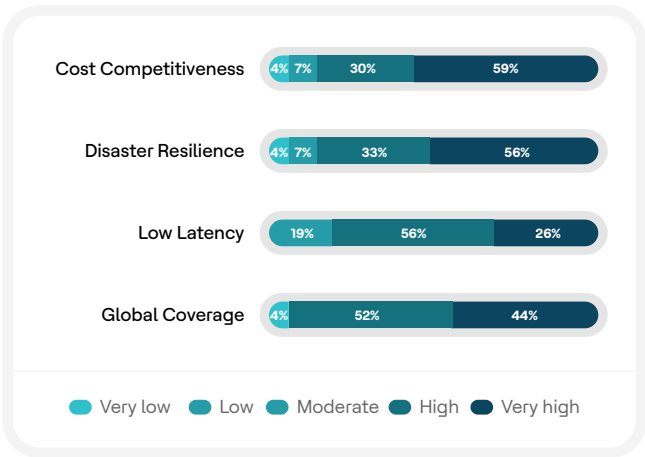 Cost Competitiveness 4% 7% 30% 59%
Disaster Resilience 4% 7% 33% 56%
Low Latency 19% 56% 26%
Global Coverage 4% 52% 44%
Very low Low Moderate High Very high